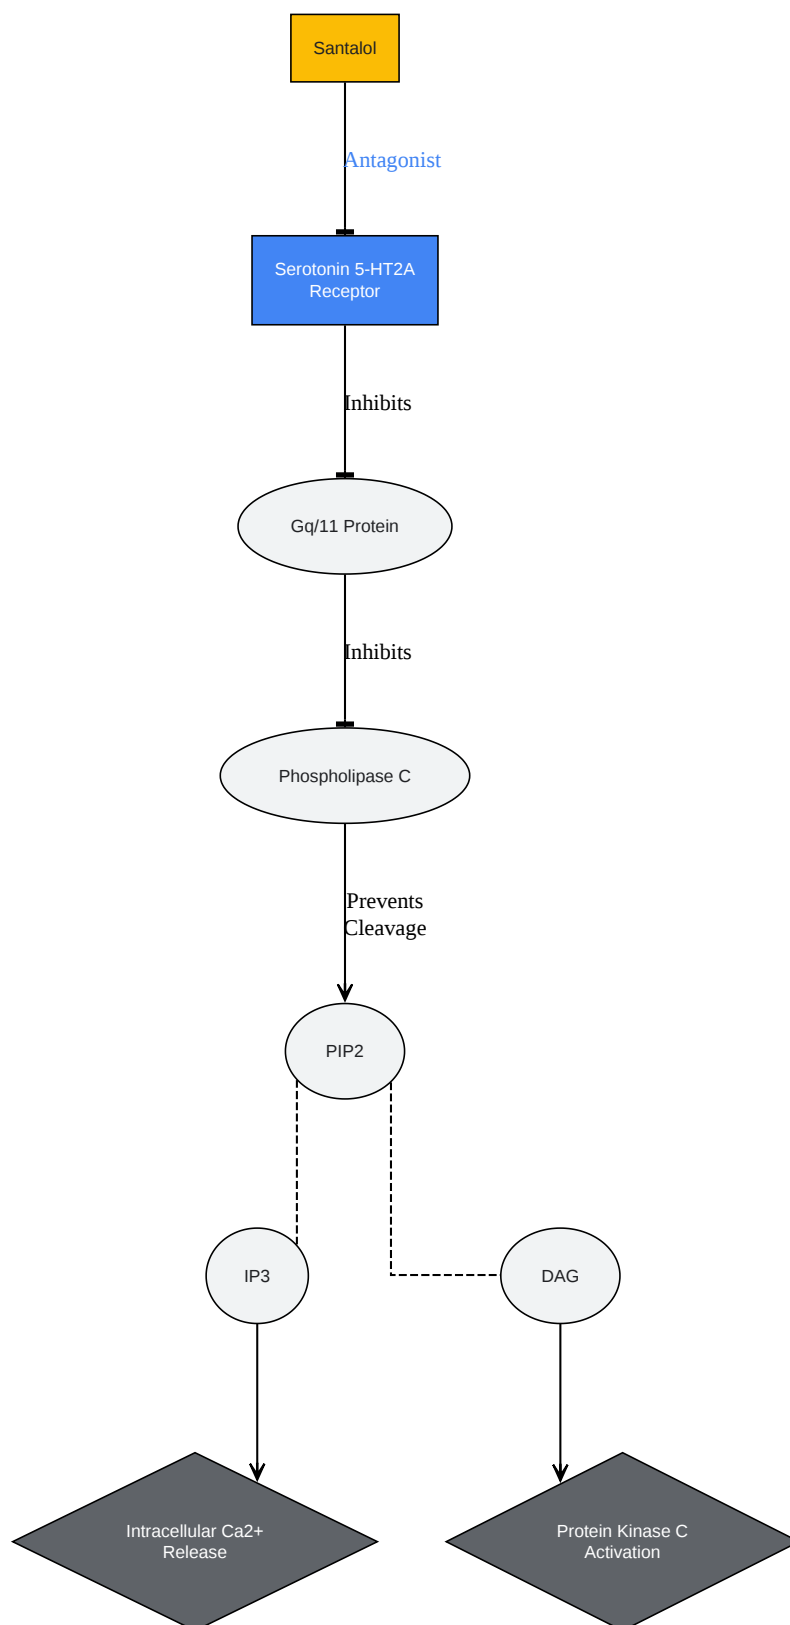 Santalol
Antagonist
Serotonin 5-HT2A
Receptor
Inhibits
Gq/11 Protein
Inhibits
Phospholipase C
Prevents
Cleavage
PIP2
IP3
DAG
Intracellular Ca2+
Release
Protein Kinase C
Activation